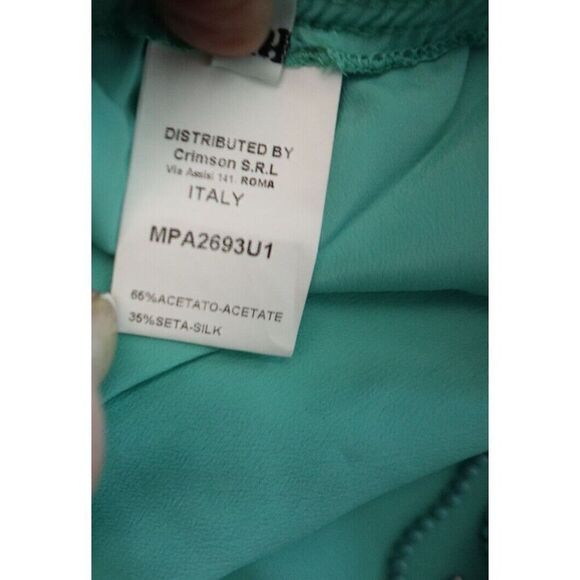 DISTRIBUTED BY
Crimson S.R.L
Via Assisi 141. ROMA
ITALY
MPA2693U1
65%ACETATO-ACETATE
35%SETA-SILK